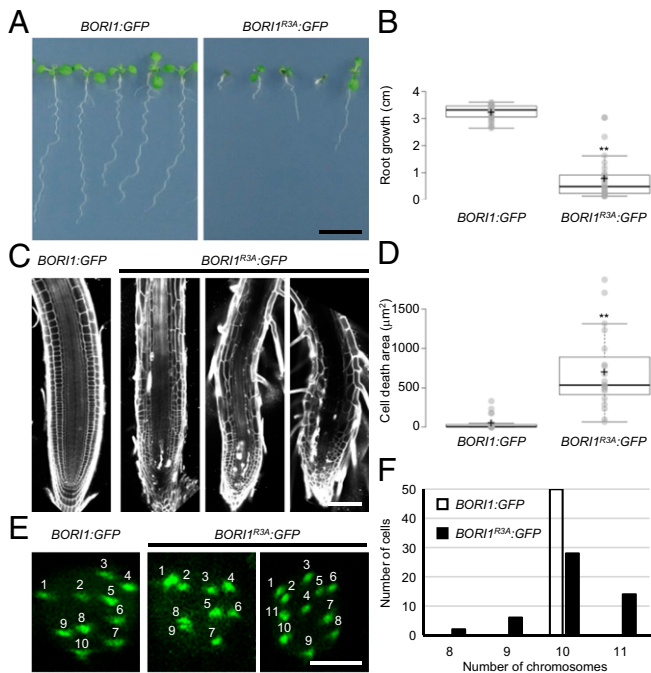 A
BORI1:GFP
BORI1R3A:GFP
B
Root growth (cm)
4
3
2
1
0
**
BORI1:GFP
BORI1R3A:GFP
C
BORI1:GFP
BORI1R3A:GFP
D
Cell death area (μm2)
1500
1000
500
0
**
BORI1:GFP
BORI1R3A:GFP
E
BORI1:GFP
BORI1R3A:GFP
1 2 3 4 5 6 7 8 9 10
1 2 3 4 5 6 7 8 9
1 2 3 4 5 6 7 8 9 10 11
F
Number of cells
50
40
30
20
10
0
BORI1:GFP
BORI1R3A:GFP
8 9 10 11
Number of chromosomes